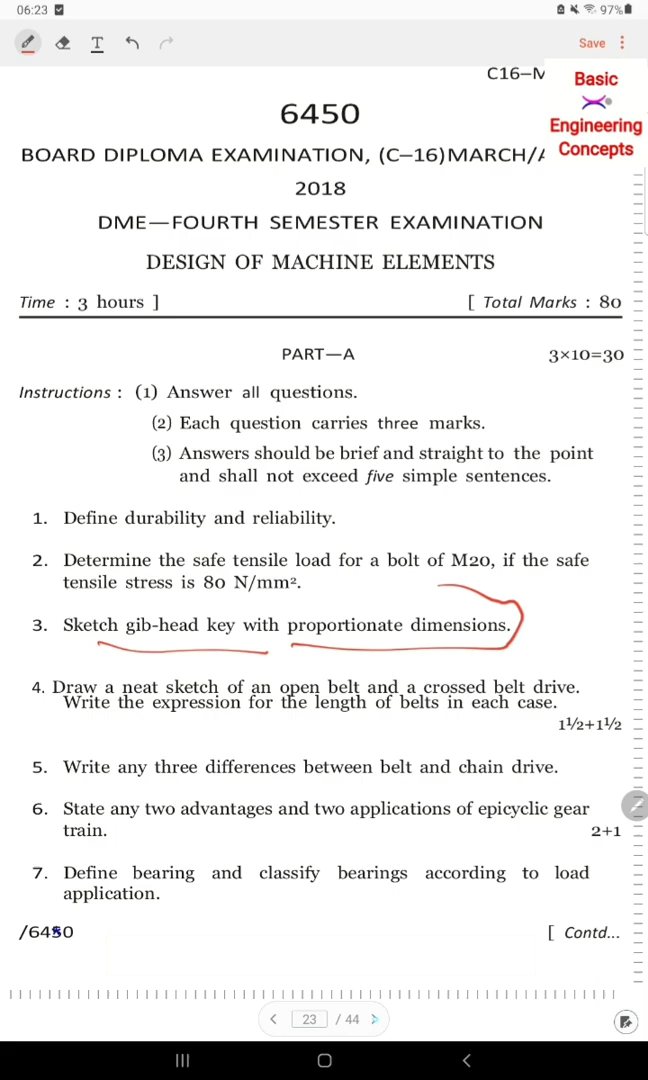 06:23
97%
T
Save
C16–M
Basic
6450
Engineering
Concepts
BOARD DIPLOMA EXAMINATION, (C–16)MARCH/A
2018
DME—FOURTH SEMESTER EXAMINATION
DESIGN OF MACHINE ELEMENTS
Time : 3 hours ] [ Total Marks : 80
PART—A 3×10=30
Instructions : (1) Answer all questions.
(2) Each question carries three marks.
(3) Answers should be brief and straight to the point
and shall not exceed five simple sentences.
1. Define durability and reliability.
2. Determine the safe tensile load for a bolt of M20, if the safe
tensile stress is 80 N/mm².
3. Sketch gib-head key with proportionate dimensions.
4. Draw a neat sketch of an open belt and a crossed belt drive.
Write the expression for the length of belts in each case.
1½+1½
5. Write any three differences between belt and chain drive.
6. State any two advantages and two applications of epicyclic gear
train. 2+1
7. Define bearing and classify bearings according to load
application.
/6450 [ Contd...
23 / 44